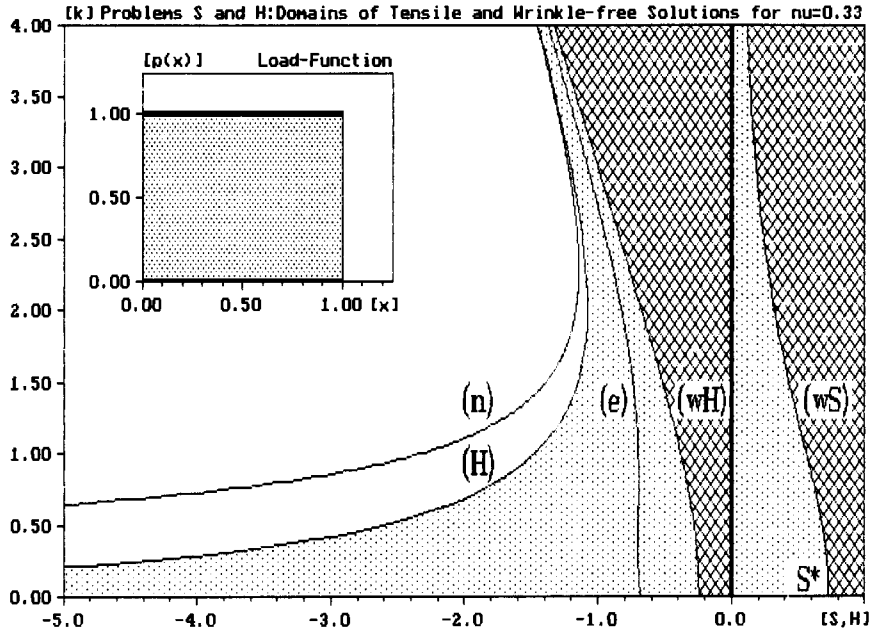 [k] Problems S and H:Domains of Tensile and Wrinkle-free Solutions for nu=0.33
4.00
[p(x)] Load-Function
3.50
1.00
3.00
0.50
2.50
0.00
2.00
0.00 0.50 1.00 [x]
1.50
(n) (e) (wH) (wS)
1.00
(H)
0.50
S*
0.00
-5.0 -4.0 -3.0 -2.0 -1.0 0.0 [S,H]